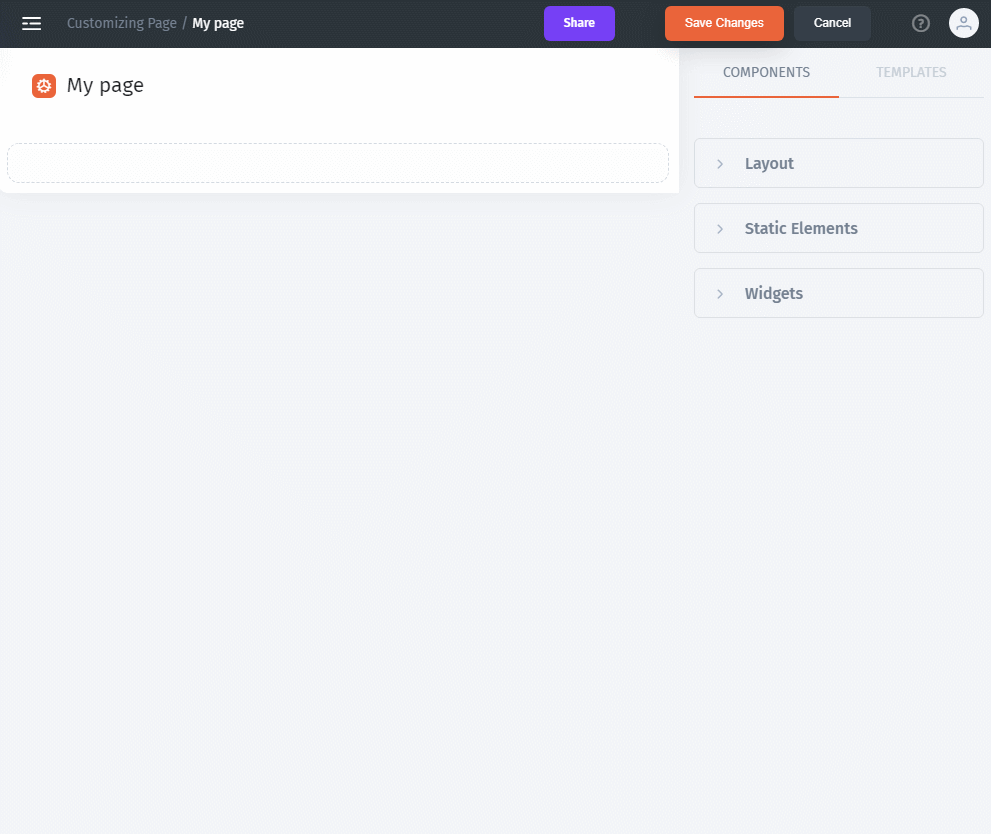 Customizing Page / My page
Share
Save Changes
Cancel
?
My page
COMPONENTS
TEMPLATES
Layout
Static Elements
Widgets